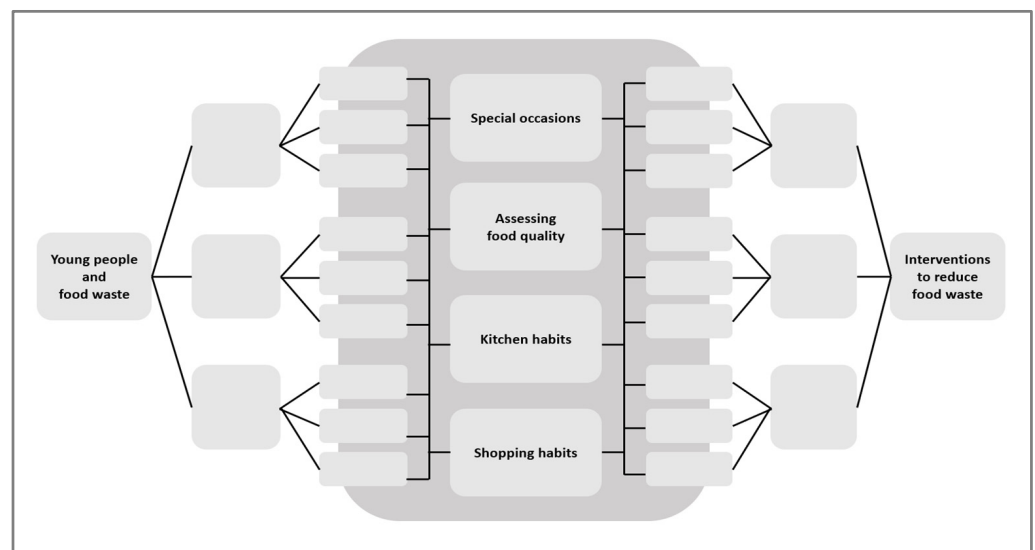 Special occasions
Assessing
food quality
Young people
and
food waste
Interventions
to reduce
food waste
Kitchen habits
Shopping habits